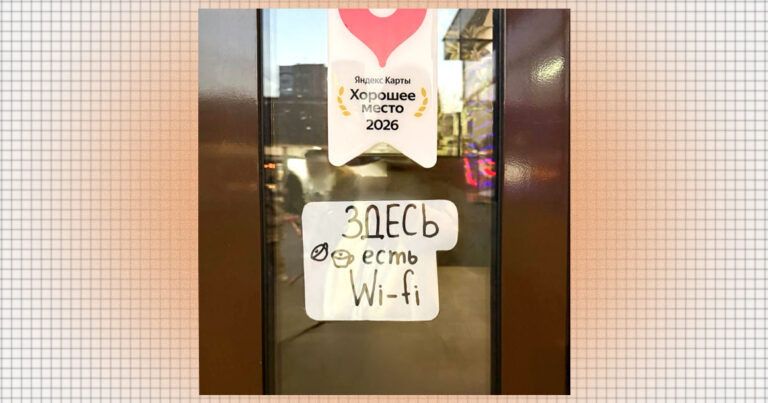 Яндекс Карты
Хорошее
место
2026
ЗДЕСЬ
есть
Wi-fi